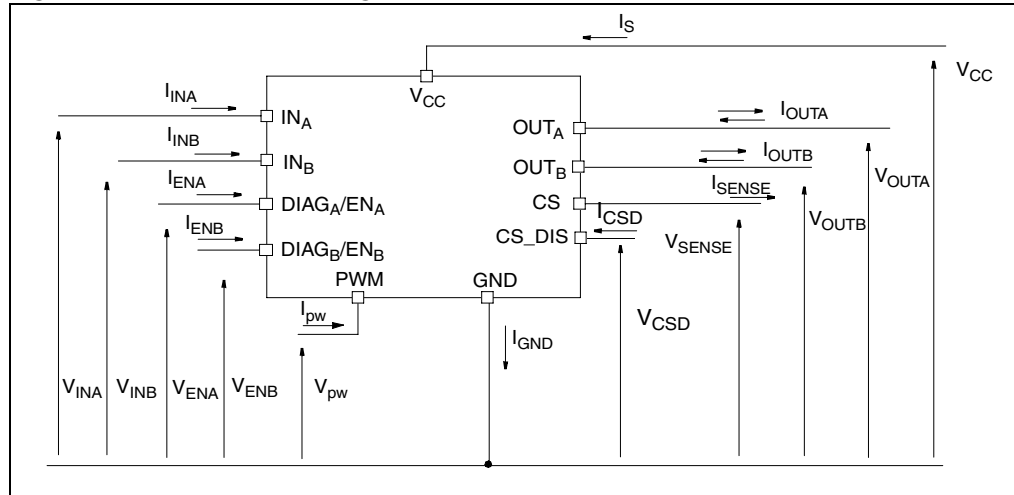 I_S
V_CC
V_CC
I_INA
IN_A
OUT_A
I_OUTA
I_INB
IN_B
OUT_B
I_OUTB
V_OUTA
I_ENA
DIAG_A/EN_A
CS
I_SENSE
I_CSD
V_OUTB
I_ENB
DIAG_B/EN_B
CS_DIS
V_SENSE
PWM
GND
I_pw
V_CSD
I_GND
V_INA
V_INB
V_ENA
V_ENB
V_pw